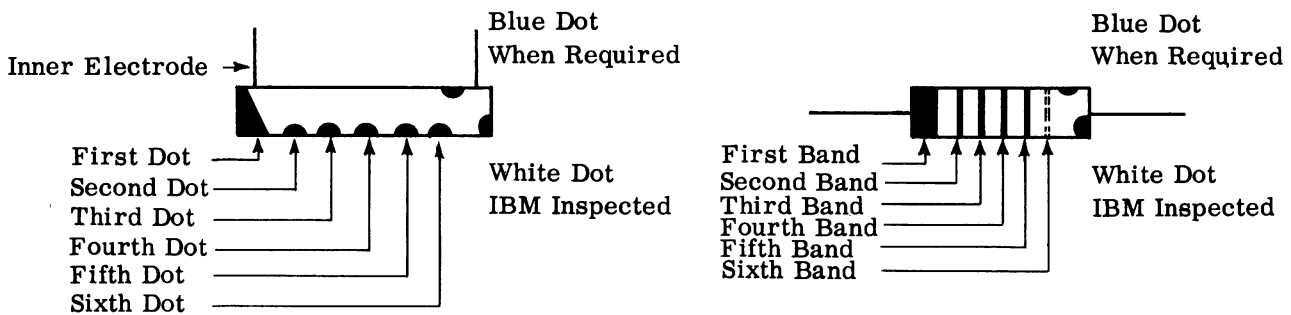 Blue Dot
When Required
Inner Electrode
First Dot
Second Dot
Third Dot
Fourth Dot
Fifth Dot
Sixth Dot
White Dot
IBM Inspected
Blue Dot
When Required
First Band
Second Band
Third Band
Fourth Band
Fifth Band
Sixth Band
White Dot
IBM Inspected